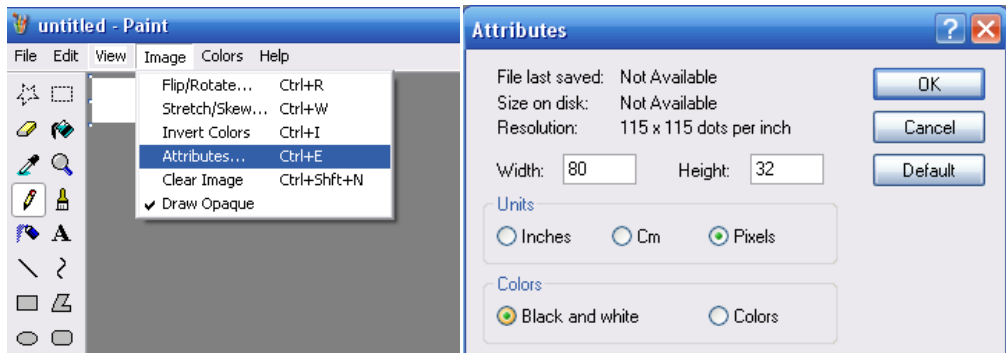 untitled - Paint
File Edit View Image Colors Help
Flip/Rotate... Ctrl+R
Stretch/Skew... Ctrl+W
Invert Colors Ctrl+I
Attributes... Ctrl+E
Clear Image Ctrl+Shft+N
✓ Draw Opaque
A
Attributes
?
File last saved: Not Available
Size on disk: Not Available
Resolution: 115 x 115 dots per inch
Width: 80 Height: 32
Units
Inches Cm Pixels
Colors
Black and white Colors
OK
Cancel
Default